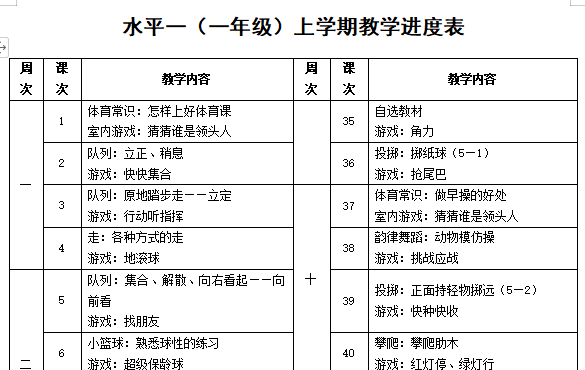 水平一（一年级）上学期教学进度表
周次 课次 教学内容 周次 课次 教学内容
一
1
体育常识：怎样上好体育课
室内游戏：猜猜谁是领头人
2
队列：立正、稍息
游戏：快快集合
3
队列：原地踏步走——立定
游戏：行动听指挥
4
走：各种方式的走
游戏：地滚球
二
5
队列：集合、解散、向右看起——向
前看
游戏：找朋友
6
小篮球：熟悉球性的练习
游戏：超级保龄球
十
35
自选教材
游戏：角力
36
投掷：掷纸球（5—1）
游戏：抢尾巴
37
体育常识：做早操的好处
室内游戏：猜猜谁是领头人
38
韵律舞蹈：动物模仿操
游戏：挑战应战
39
投掷：正面持轻物掷远（5—2）
游戏：快种快收
40
攀爬：攀爬肋木
游戏：红灯停、绿灯行